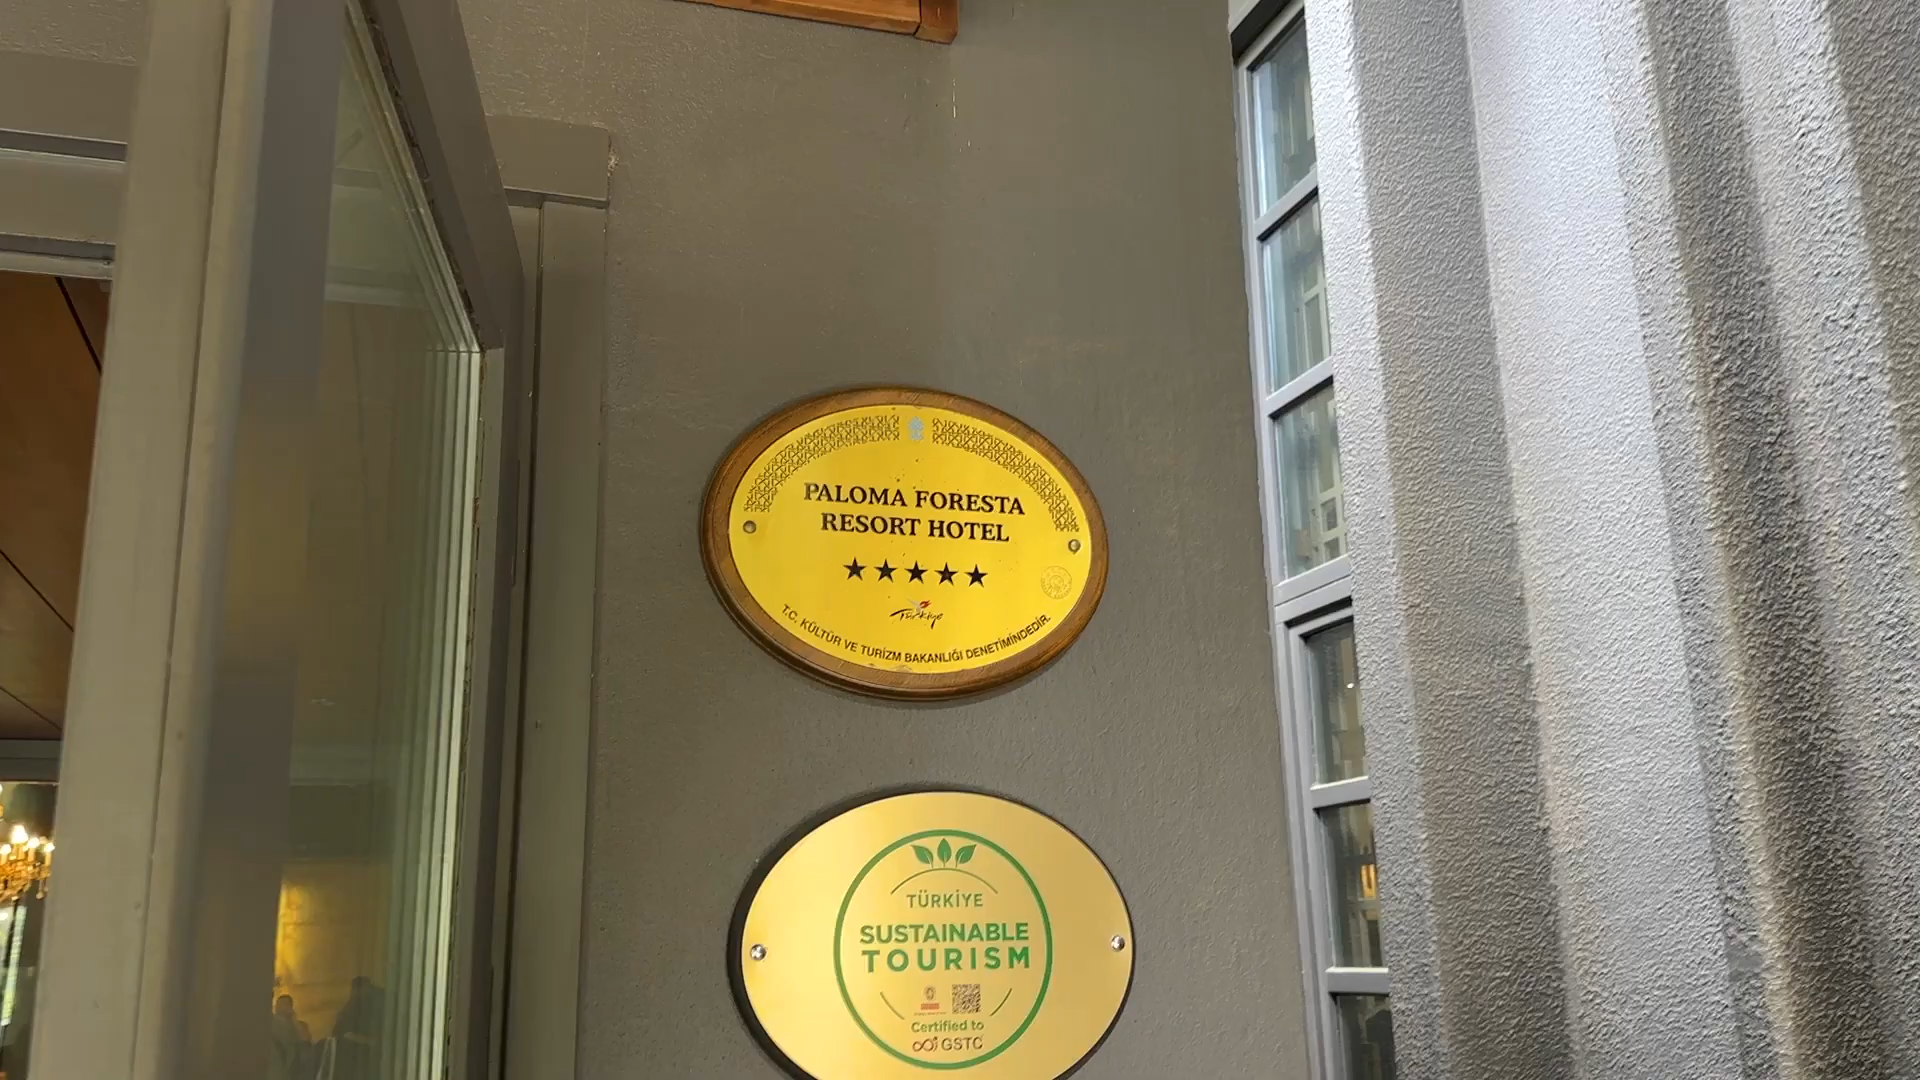 PALOMA FORESTA
RESORT HOTEL
Türkiye
T.C. KÜLTÜR VE TURİZM BAKANLIĞI DENETİMİNDEDİR.
TÜRKİYE
SUSTAINABLE
TOURISM
Certified to
GSTC